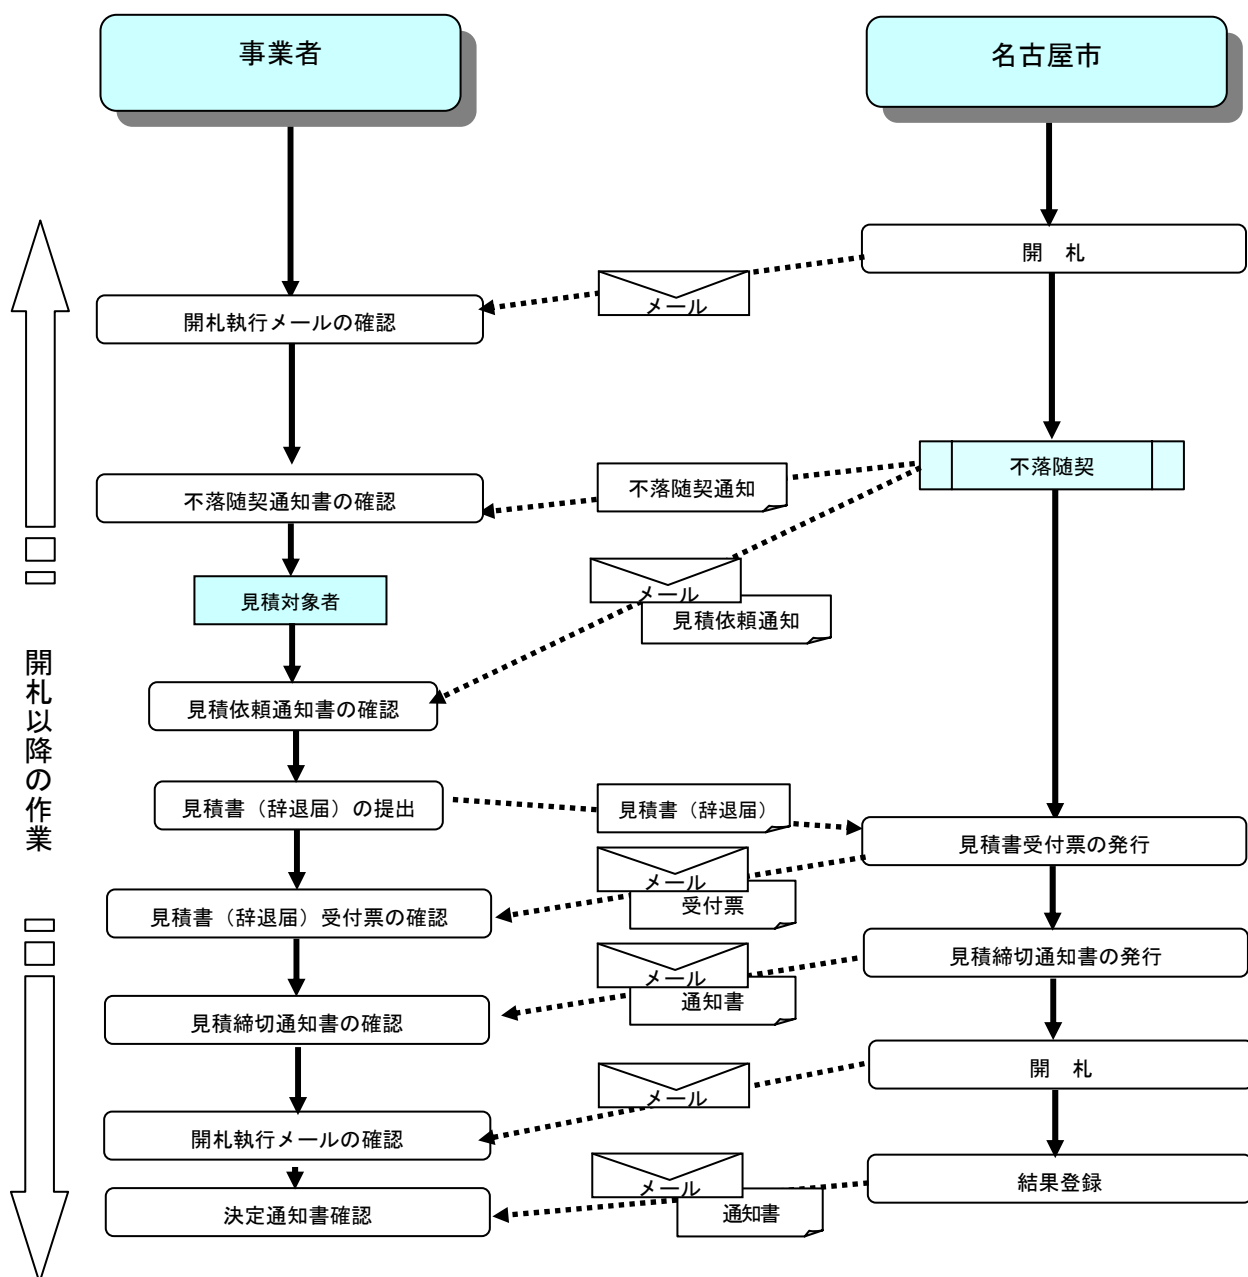 事業者
名古屋市
開　札
メール
開札執行メールの確認
不落随契
不落随契通知
不落随契通知書の確認
メール
見積対象者
見積依頼通知
開札以降の作業
見積依頼通知書の確認
見積書（辞退届）の提出
見積書（辞退届）
見積書受付票の発行
メール
受付票
見積書（辞退届）受付票の確認
見積締切通知書の発行
メール
通知書
見積締切通知書の確認
開　札
メール
開札執行メールの確認
結果登録
メール
通知書
決定通知書確認